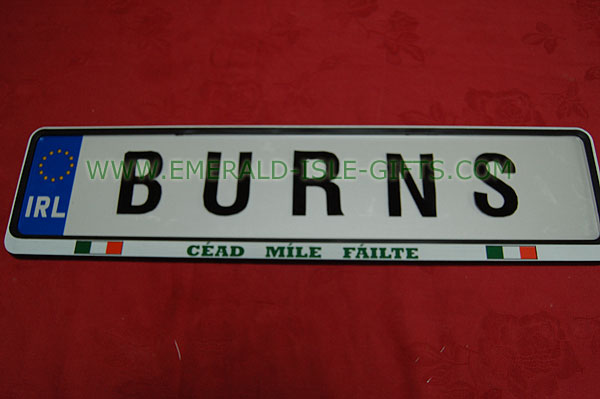 WWW.EMERALD-ISLE-GIFTS.COM
BURNS
IRL
CÉAD MÍLE FÁILTE